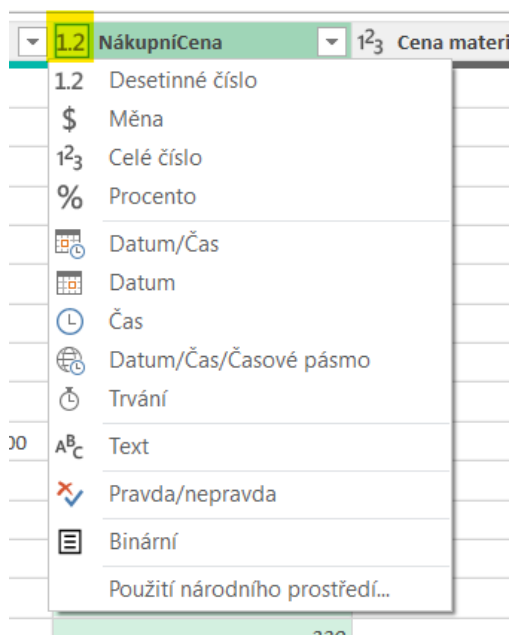 1.2 NákupníCena 1²3 Cena materi
1.2 Desetinné číslo
$ Měna
1²3 Celé číslo
% Procento
Datum/Čas
Datum
Čas
Datum/Čas/Časové pásmo
Trvání
00 ABC Text
Pravda/nepravda
Binární
Použití národního prostředí...